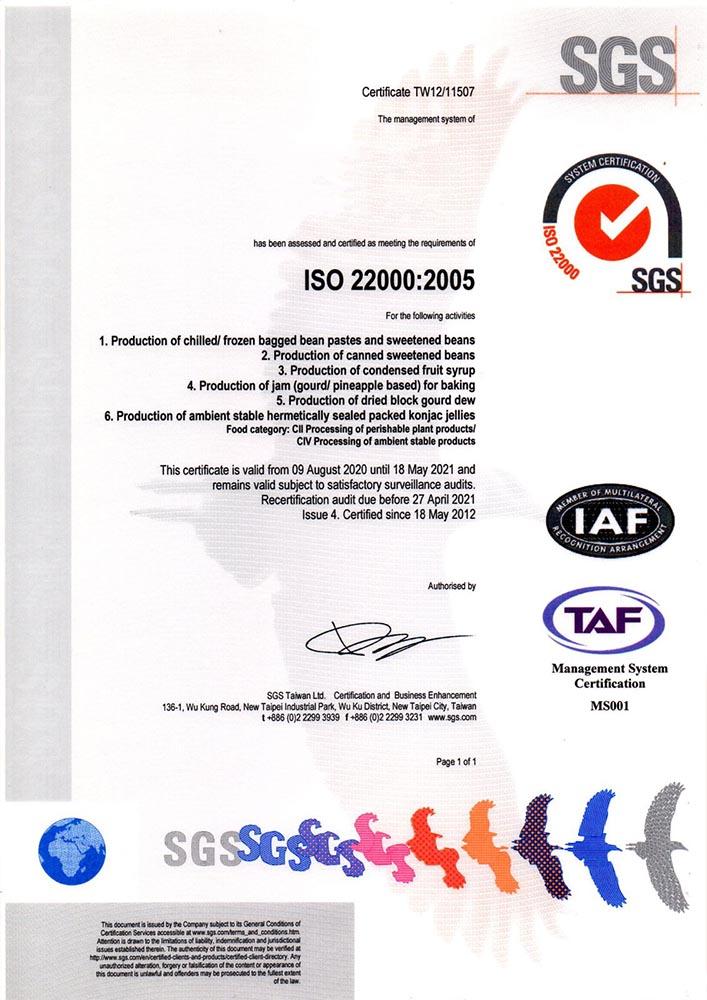 SGS
Certificate TW12/11507
The management system of
SYSTEM CERTIFICATION
ISO 22000
SGS
has been assessed and certified as meeting the requirements of
ISO 22000:2005
For the following activities
1. Production of chilled/ frozen bagged bean pastes and sweetened beans
2. Production of canned sweetened beans
3. Production of condensed fruit syrup
4. Production of jam (gourd/ pineapple based) for baking
5. Production of dried block gourd dew
6. Production of ambient stable hermetically sealed packed konjac jellies
Food category: CII Processing of perishable plant products/
CIV Processing of ambient stable products
This certificate is valid from 09 August 2020 until 18 May 2021 and
remains valid subject to satisfactory surveillance audits.
Recertification audit due before 27 April 2021
Issue 4. Certified since 18 May 2012
MEMBER OF MULTILATERAL
IAF
RECOGNITION ARRANGEMENT
Authorised by
TAF
Management System
Certification
MS001
SGS Taiwan Ltd. Certification and Business Enhancement
136-1, Wu Kung Road, New Taipei Industrial Park, Wu Ku District, New Taipei City, Taiwan
t +886 (0)2 2299 3939 f +886 (0)2 2299 3231 www.sgs.com
Page 1 of 1
SGS SGS SGS
This document is issued by the Company subject to its General Conditions of
Certification Services accessible at www.sgs.com/terms_and_conditions.htm.
Attention is drawn to the limitations of liability, indemnification and jurisdictional
issues established therein. The authenticity of this document may be verified at
http://www.sgs.com/en/certified-clients-and-products/certified-client-directory. Any
unauthorized alteration, forgery or falsification of the content or appearance of
this document is unlawful and offenders may be prosecuted to the fullest extent
of the law.